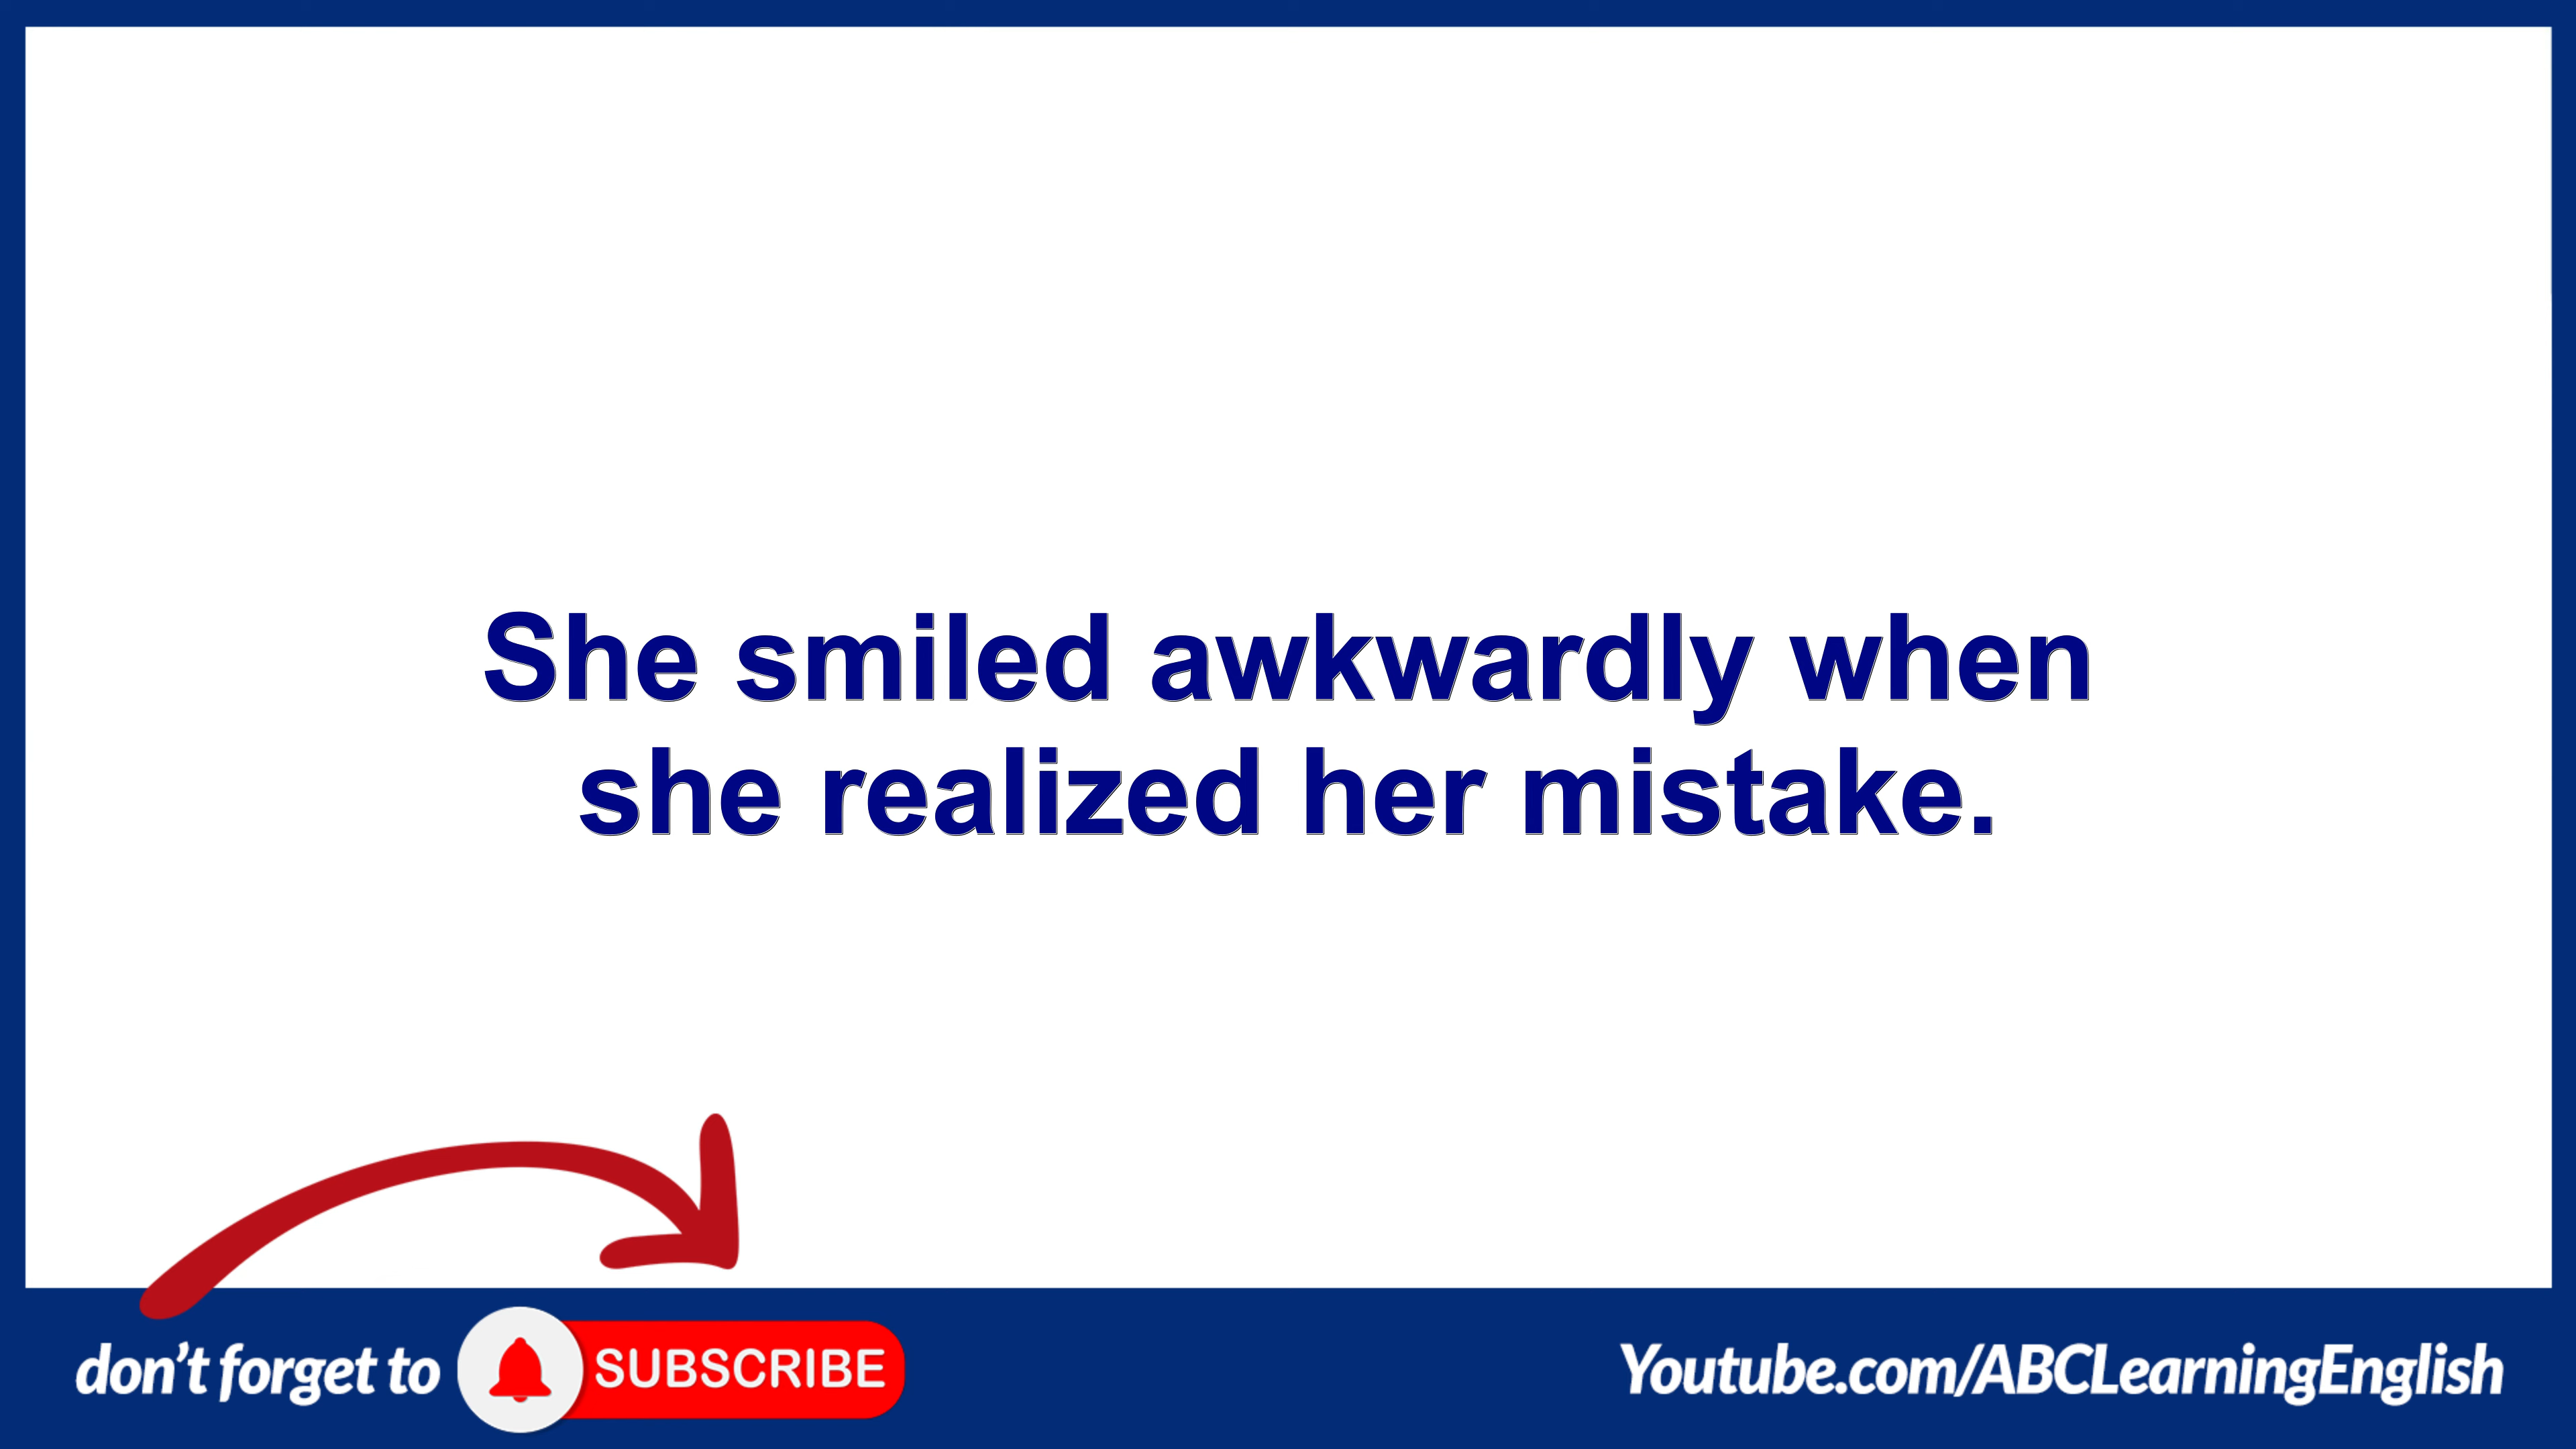 She smiled awkwardly when
she realized her mistake.
don't forget to SUBSCRIBE
Youtube.com/ABCLearningEnglish